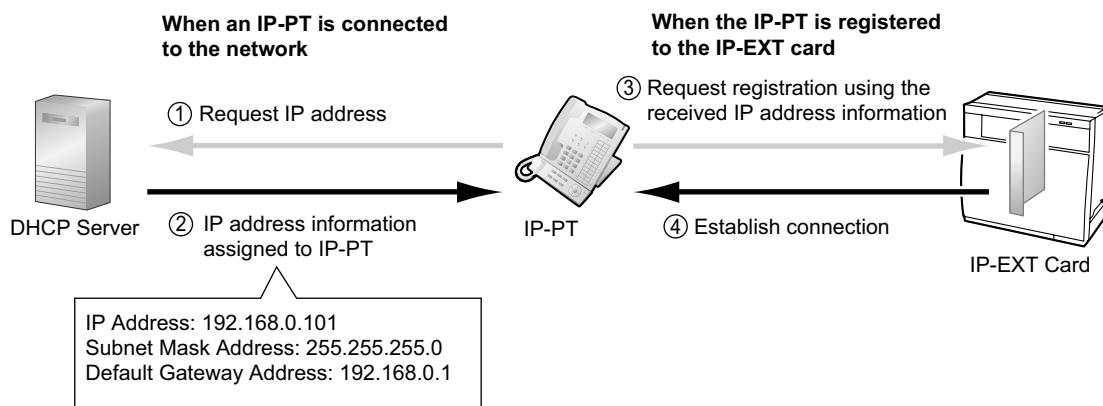 When an IP-PT is connected
to the network
When the IP-PT is registered
to the IP-EXT card
① Request IP address
③ Request registration using the
received IP address information
DHCP Server
② IP address information
assigned to IP-PT
IP-PT
④ Establish connection
IP-EXT Card
IP Address: 192.168.0.101
Subnet Mask Address: 255.255.255.0
Default Gateway Address: 192.168.0.1